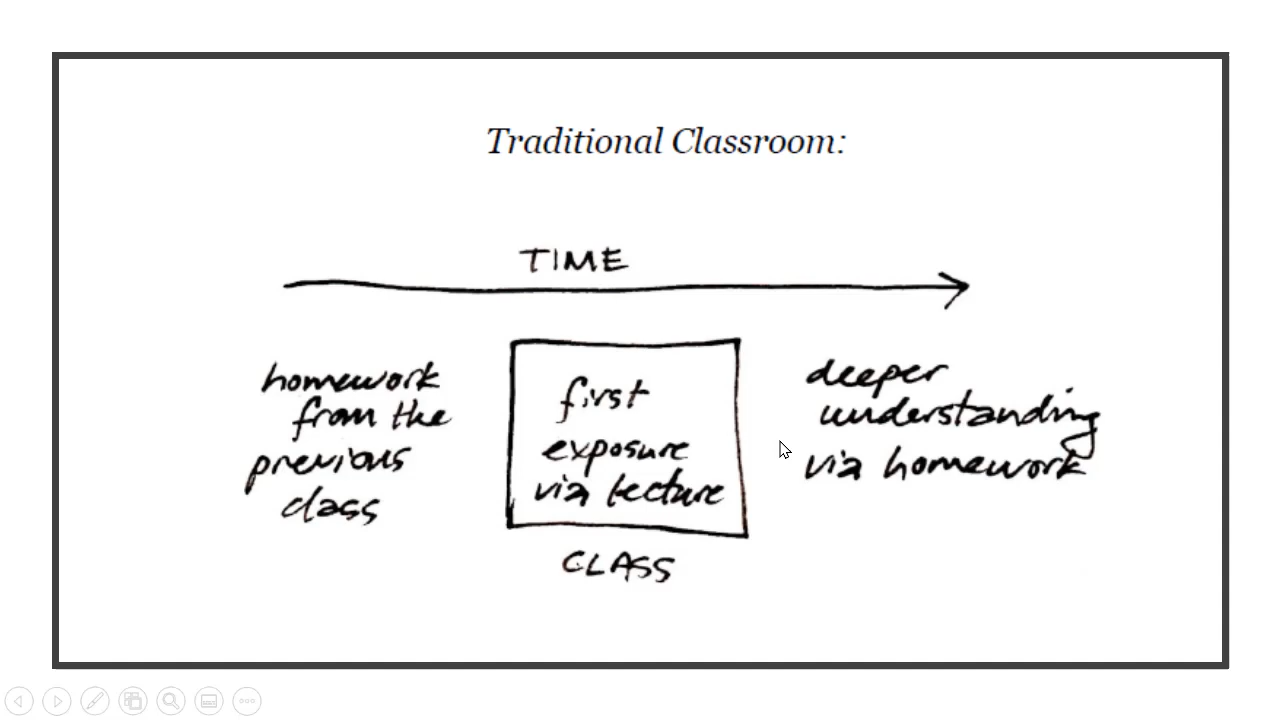 Traditional Classroom:
TIME
homework
from the
previous
class
first
exposure
via lecture
CLASS
deeper
understanding
via homework